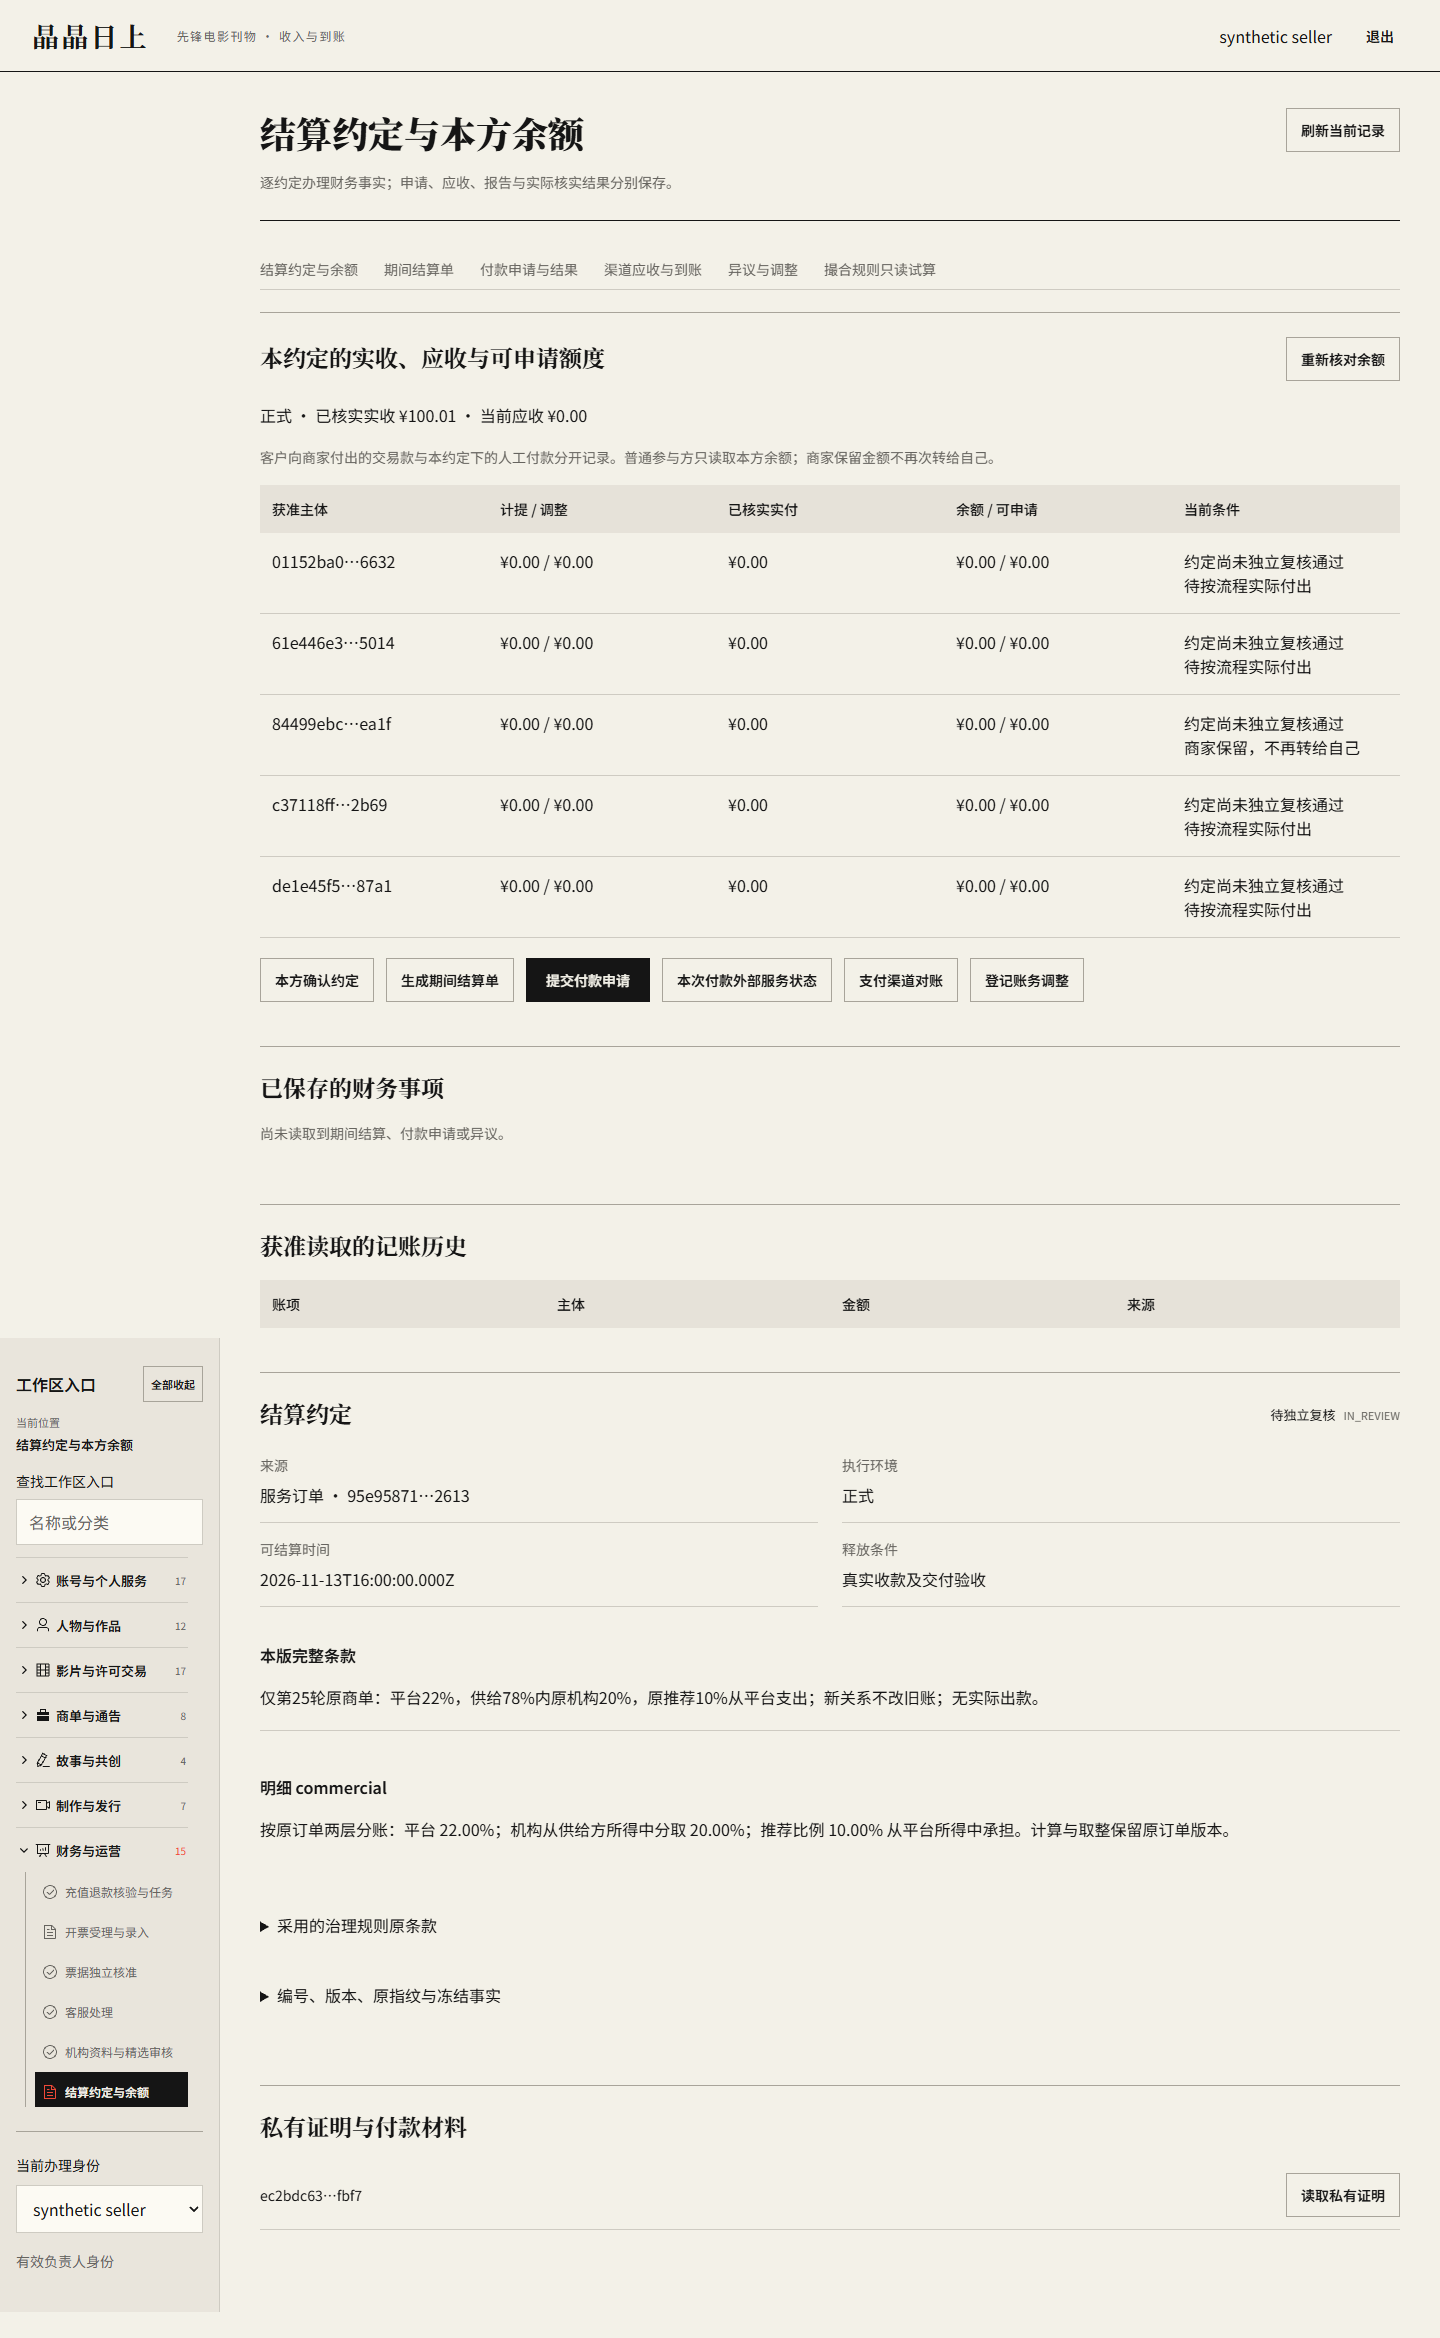 晶晶日上
先锋电影刊物 · 收入与到账
synthetic seller
退出
结算约定与本方余额
刷新当前记录
逐约定办理财务事实；申请、应收、报告与实际核实结果分别保存。
结算约定与余额 期间结算单 付款申请与结果 渠道应收与到账 异议与调整 撮合规则只读试算
本约定的实收、应收与可申请额度
重新核对余额
正式 · 已核实实收 ¥100.01 · 当前应收 ¥0.00
客户向商家付出的交易款与本约定下的人工付款分开记录。普通参与方只读取本方余额；商家保留金额不再次转给自己。
获准主体 计提 / 调整 已核实实付 余额 / 可申请 当前条件
01152ba0…6632 ¥0.00 / ¥0.00 ¥0.00 ¥0.00 / ¥0.00 约定尚未独立复核通过
待按流程实际付出
61e446e3…5014 ¥0.00 / ¥0.00 ¥0.00 ¥0.00 / ¥0.00 约定尚未独立复核通过
待按流程实际付出
84499ebc…ea1f ¥0.00 / ¥0.00 ¥0.00 ¥0.00 / ¥0.00 约定尚未独立复核通过
商家保留，不再转给自己
c37118ff…2b69 ¥0.00 / ¥0.00 ¥0.00 ¥0.00 / ¥0.00 约定尚未独立复核通过
待按流程实际付出
de1e45f5…87a1 ¥0.00 / ¥0.00 ¥0.00 ¥0.00 / ¥0.00 约定尚未独立复核通过
待按流程实际付出
本方确认约定 生成期间结算单 提交付款申请 本次付款外部服务状态 支付渠道对账 登记账务调整
已保存的财务事项
尚未读取到期间结算、付款申请或异议。
获准读取的记账历史
账项 主体 金额 来源
结算约定
待独立复核 IN_REVIEW
来源
服务订单 · 95e95871…2613
执行环境
正式
可结算时间
2026-11-13T16:00:00.000Z
释放条件
真实收款及交付验收
本版完整条款
仅第25轮原商单：平台22%，供给78%内原机构20%，原推荐10%从平台支出；新关系不改旧账；无实际出款。
明细 commercial
按原订单两层分账：平台 22.00%；机构从供给方所得中分取 20.00%；推荐比例 10.00% 从平台所得中承担。计算与取整保留原订单版本。
采用的治理规则原条款
编号、版本、原指纹与冻结事实
私有证明与付款材料
ec2bdc63…fbf7
读取私有证明
工作区入口
全部收起
当前位置
结算约定与本方余额
查找工作区入口
名称或分类
账号与个人服务 17
人物与作品 12
影片与许可交易 17
商单与通告 8
故事与共创 4
制作与发行 7
财务与运营 15
充值退款核验与任务
开票受理与录入
票据独立核准
客服处理
机构资料与精选审核
结算约定与余额
当前办理身份
synthetic seller
有效负责人身份